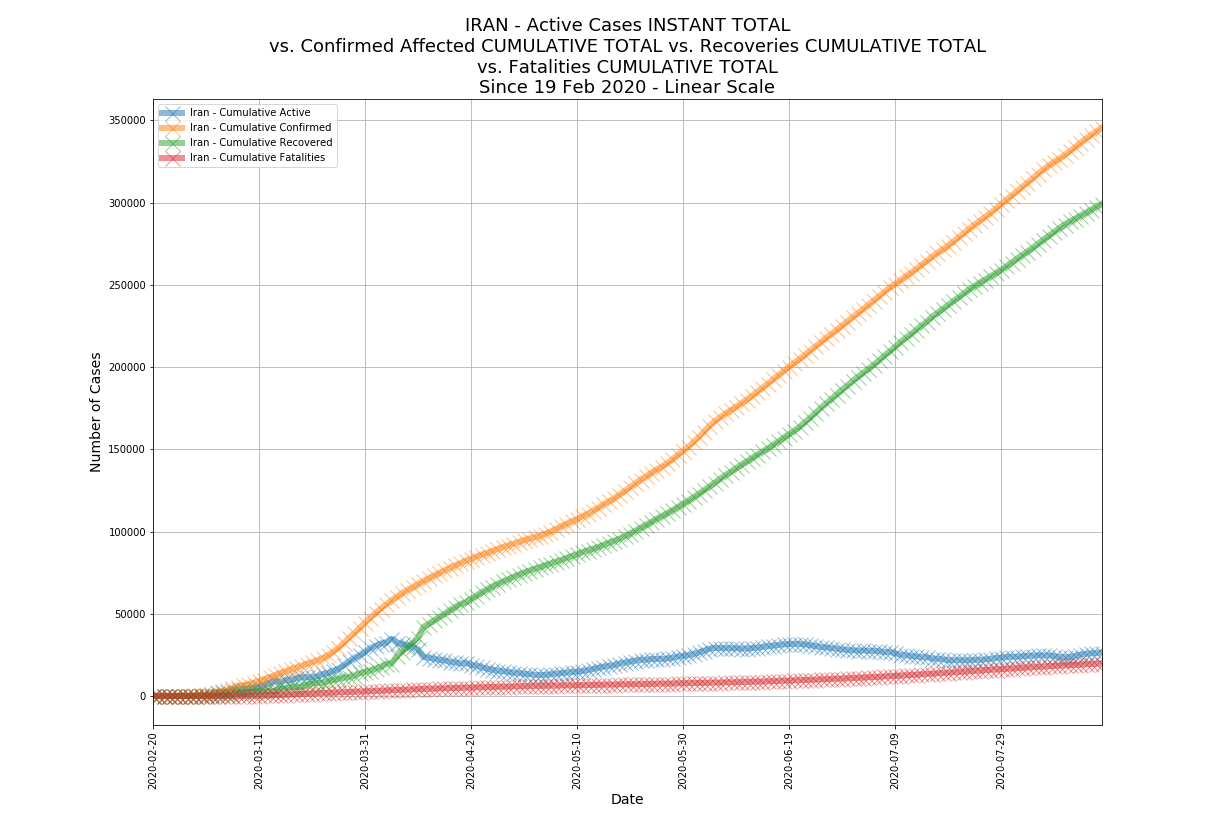 IRAN - Active Cases INSTANT TOTAL
vs. Confirmed Affected CUMULATIVE TOTAL vs. Recoveries CUMULATIVE TOTAL
vs. Fatalities CUMULATIVE TOTAL
Since 19 Feb 2020 - Linear Scale
Iran - Cumulative Active
Iran - Cumulative Confirmed
Iran - Cumulative Recovered
Iran - Cumulative Fatalities
350000
300000
250000
200000
150000
100000
50000
0
Number of Cases
2020-02-20
2020-03-11
2020-03-31
2020-04-20
2020-05-10
2020-05-30
2020-06-19
2020-07-09
2020-07-29
Date